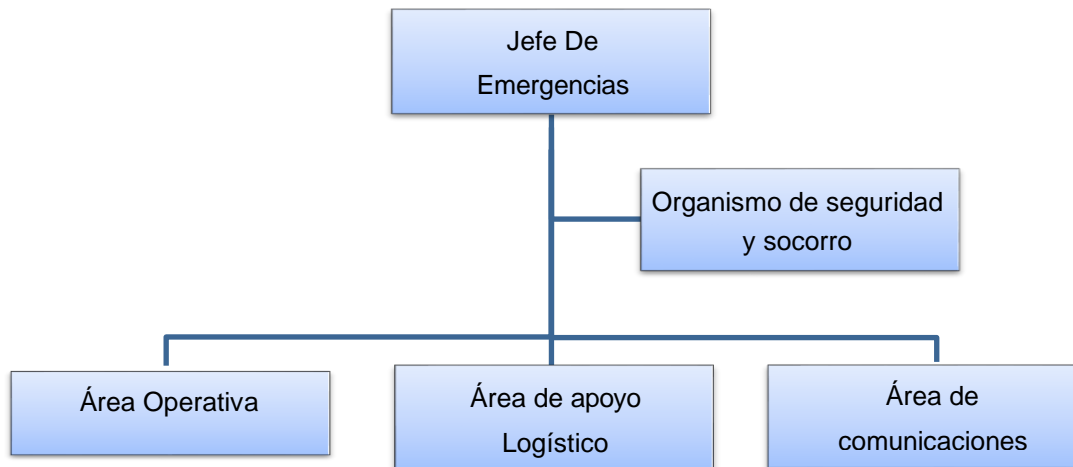 Jefe De
Emergencias
Organismo de seguridad
y socorro
Área Operativa
Área de apoyo
Logístico
Área de
comunicaciones